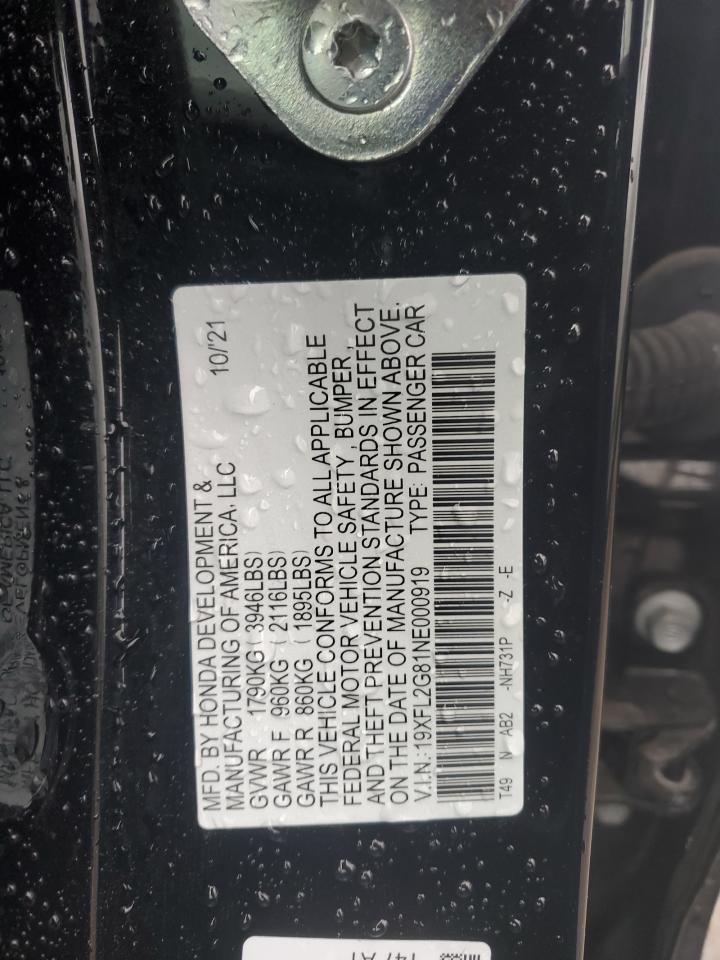 MFD. BY HONDA DEVELOPMENT & 10/'21
MANUFACTURING OF AMERICA, LLC
GVWR 1790KG ( 3946LBS)
GAWR F 960KG ( 2116LBS)
GAWR R 860KG ( 1895LBS)
THIS VEHICLE CONFORMS TO ALL APPLICABLE
FEDERAL MOTOR VEHICLE SAFETY , BUMPER ,
AND THEFT PREVENTION STANDARDS IN EFFECT
ON THE DATE OF MANUFACTURE SHOWN ABOVE.
V.I.N.: 19XFL2G81NE000919 TYPE: PASSENGER CAR
T49 N AB2 -NH731P -Z -E